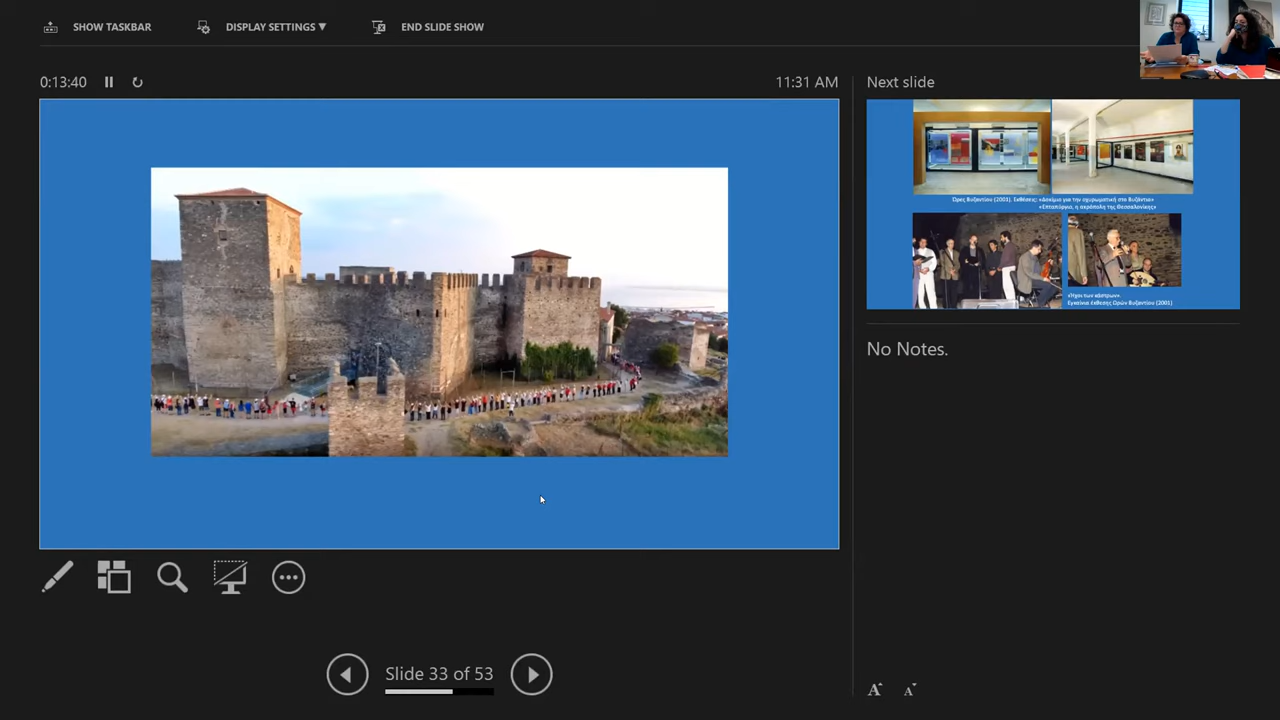 SHOW TASKBAR
DISPLAY SETTINGS ▼
END SLIDE SHOW
0:13:40
11:31 AM
Next slide
Ώρες Βυζαντίου (2001). Εκθέσεις: «Δοκίμιο για την οχυρωματική στο Βυζάντιο»
«Επταπύργιο, η ακρόπολη της Θεσσαλονίκης»
«Ήχοι των κάστρων».
Εγκαίνια έκθεσης Ωρών Βυζαντίου (2001)
No Notes.
Slide 33 of 53
A
A